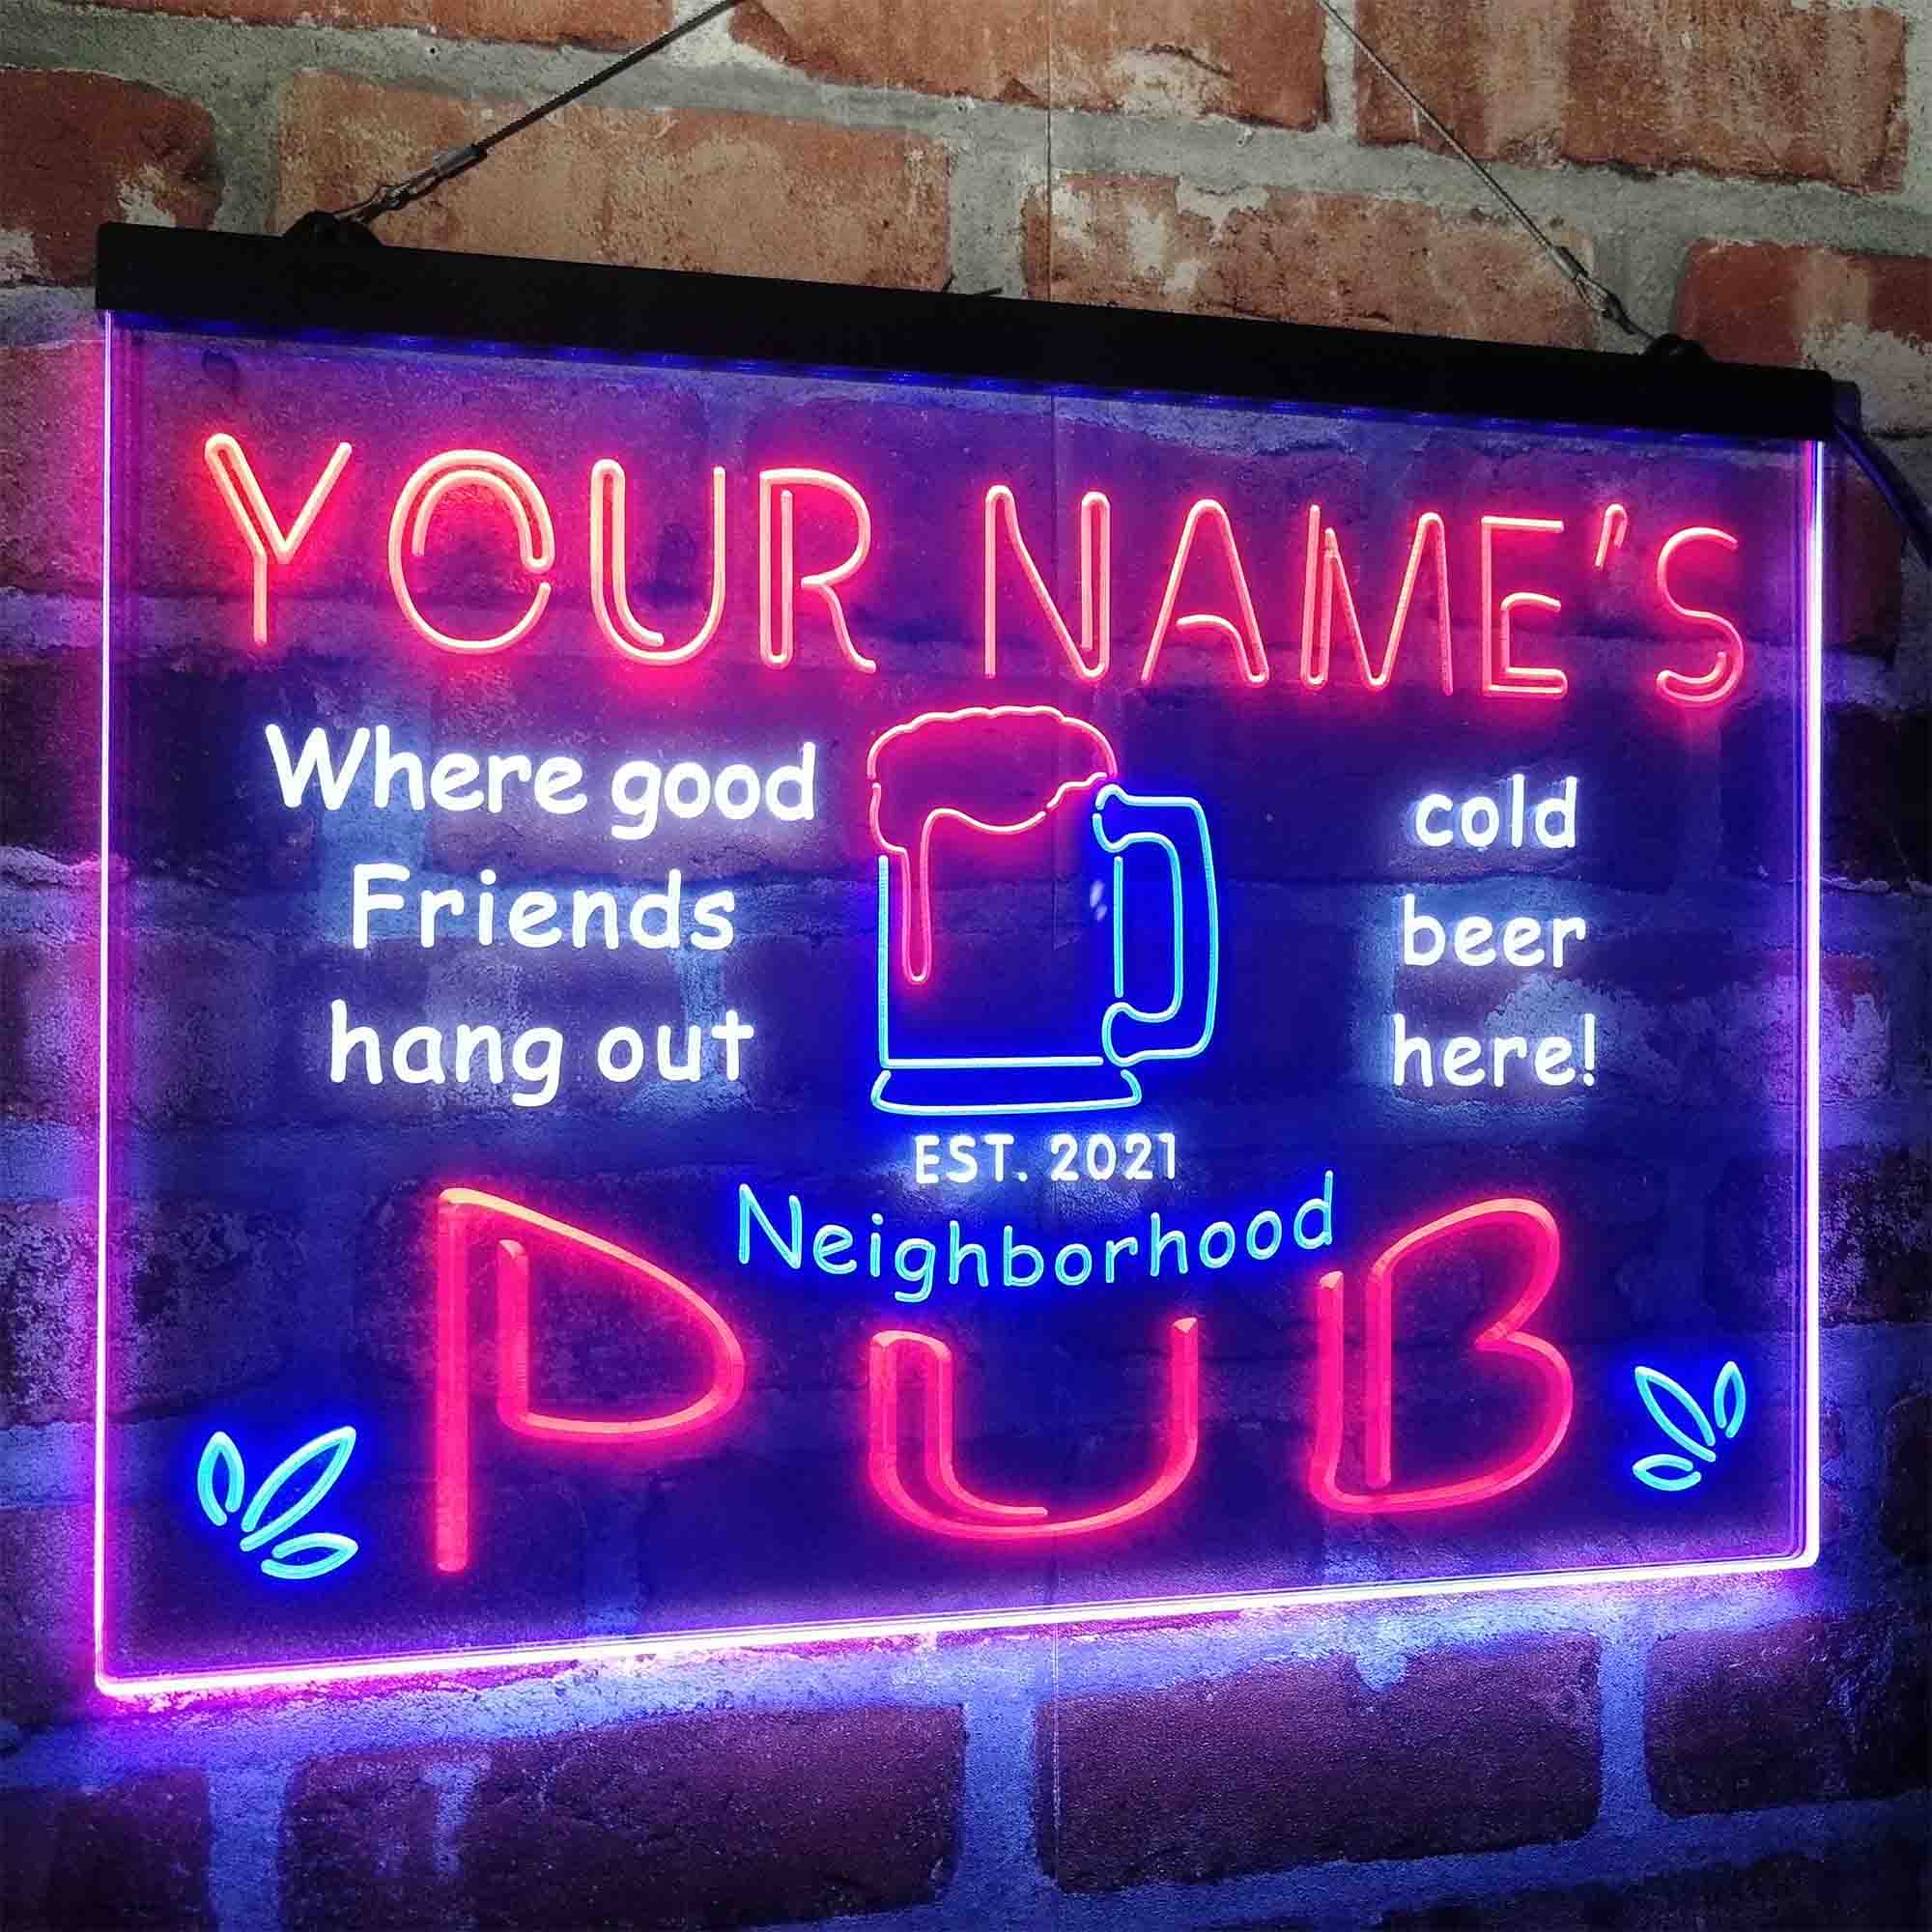 YOUR NAME'S
Where good
Friends
hang out
cold
beer
here!
EST. 2021
Neighborhood
PUB